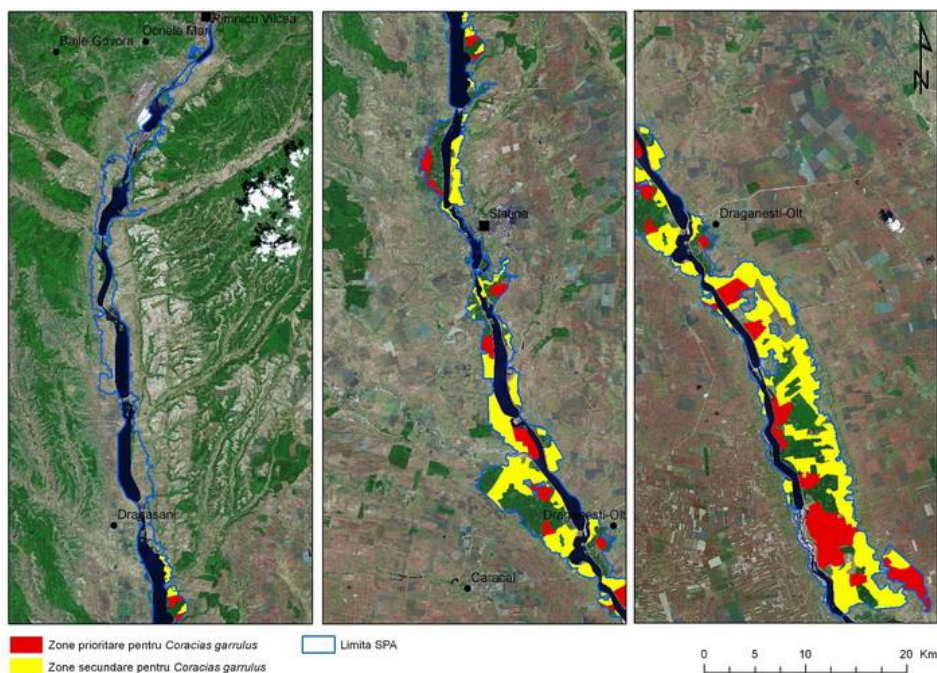 Rimnicu Vilcea
Ocnele Mari
Baile Govora
Dragasani
Slatina
Draganesti-Olt
Caracal
N
Draganesti-Olt
Zone prioritare pentru Coracias garrulus
Limita SPA
Zone secundare pentru Coracias garrulus
0 5 10 20 Km